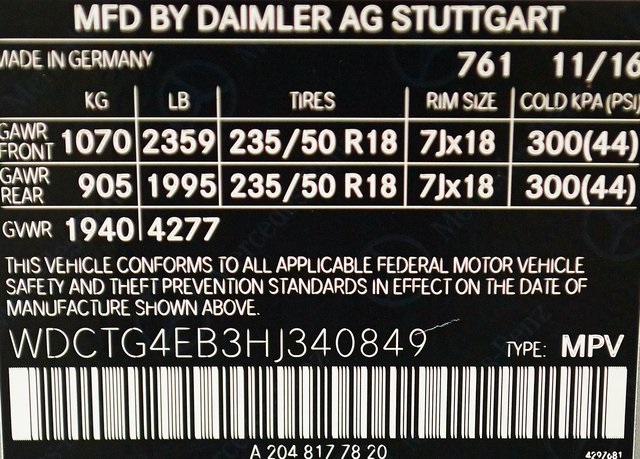 MFD BY DAIMLER AG STUTTGART
MADE IN GERMANY 761 11/16
KG LB TIRES RIM SIZE COLD KPA (PSI)
GAWR FRONT 1070 2359 235/50 R18 7Jx18 300(44)
GAWR REAR 905 1995 235/50 R18 7Jx18 300(44)
GVWR 1940 4277
THIS VEHICLE CONFORMS TO ALL APPLICABLE FEDERAL MOTOR VEHICLE
SAFETY AND THEFT PREVENTION STANDARDS IN EFFECT ON THE DATE OF
MANUFACTURE SHOWN ABOVE.
WDCTG4EB3HJ340849 TYPE: MPV
A 204 817 78 20 4297681